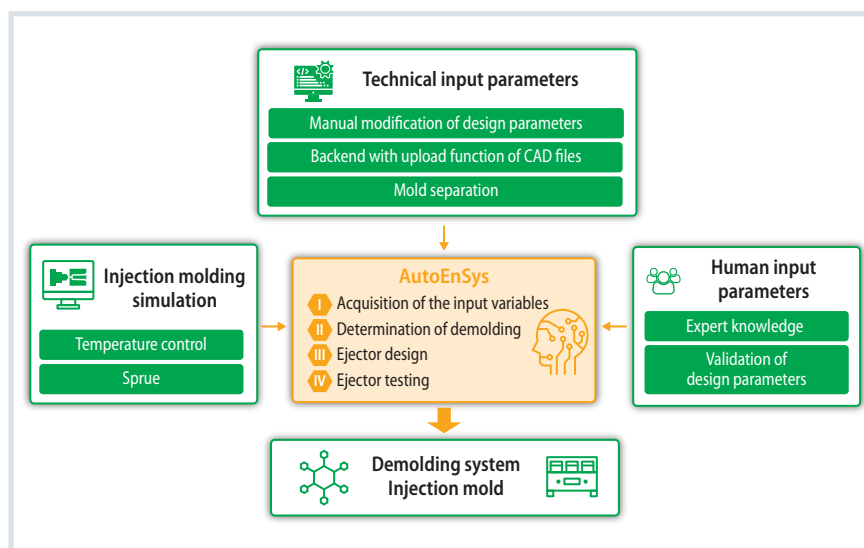 Technical input parameters
Manual modification of design parameters
Backend with upload function of CAD files
Mold separation
Injection molding
simulation
Temperature control
Sprue
AutoEnSys
I Acquisition of the input variables
II Determination of demolding
III Ejector design
IV Ejector testing
Human input
parameters
Expert knowledge
Validation of
design parameters
Demolding system
Injection mold